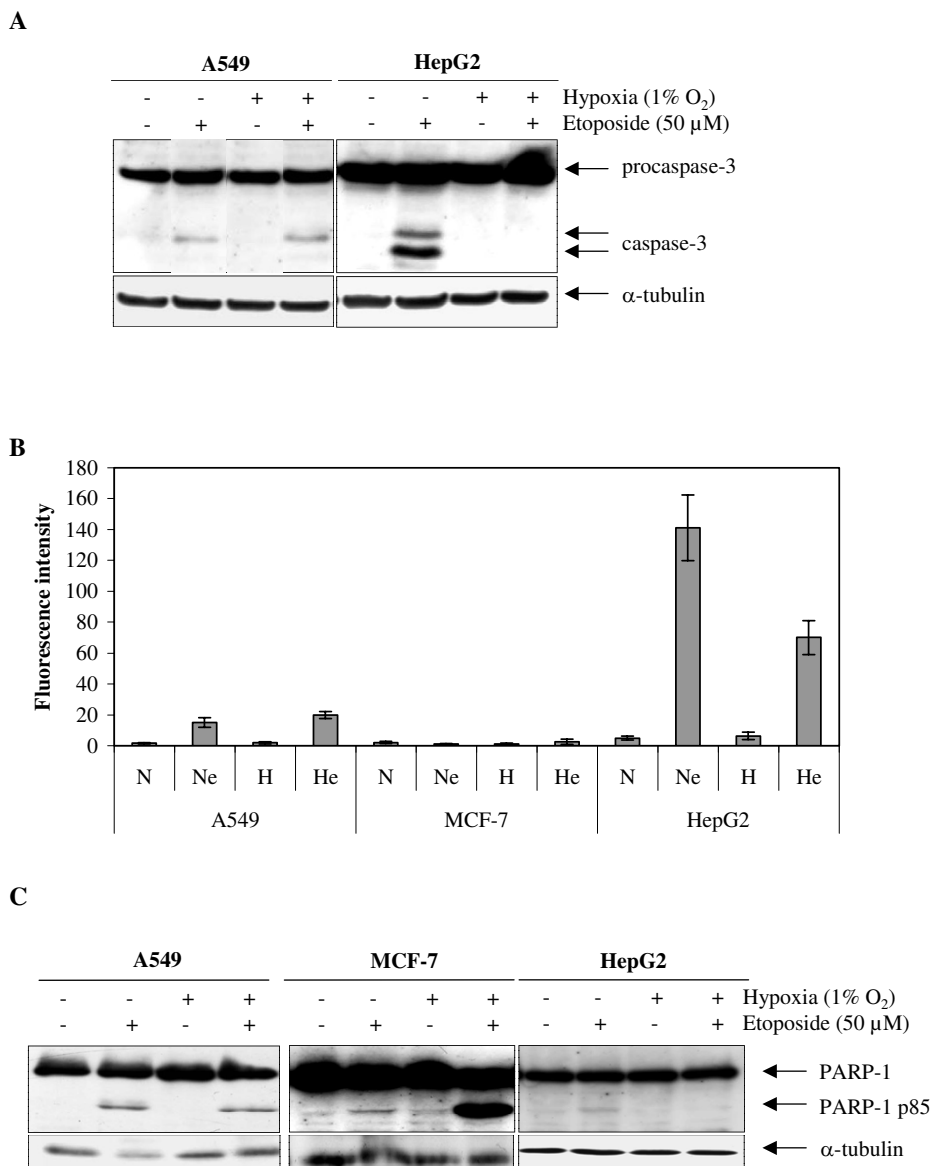 A
A549 HepG2
- - + + - - + + Hypoxia (1% O₂)
- + - + - + - + Etoposide (50 µM)
procaspase-3
caspase-3
α-tubulin
B
Fluorescence intensity
180
160
140
120
100
80
60
40
20
0
N Ne H He N Ne H He N Ne H He
A549 MCF-7 HepG2
C
A549 MCF-7 HepG2
- - + + - - + + - - + + Hypoxia (1% O₂)
- + - + - + - + - + - + Etoposide (50 µM)
PARP-1
PARP-1 p85
α-tubulin